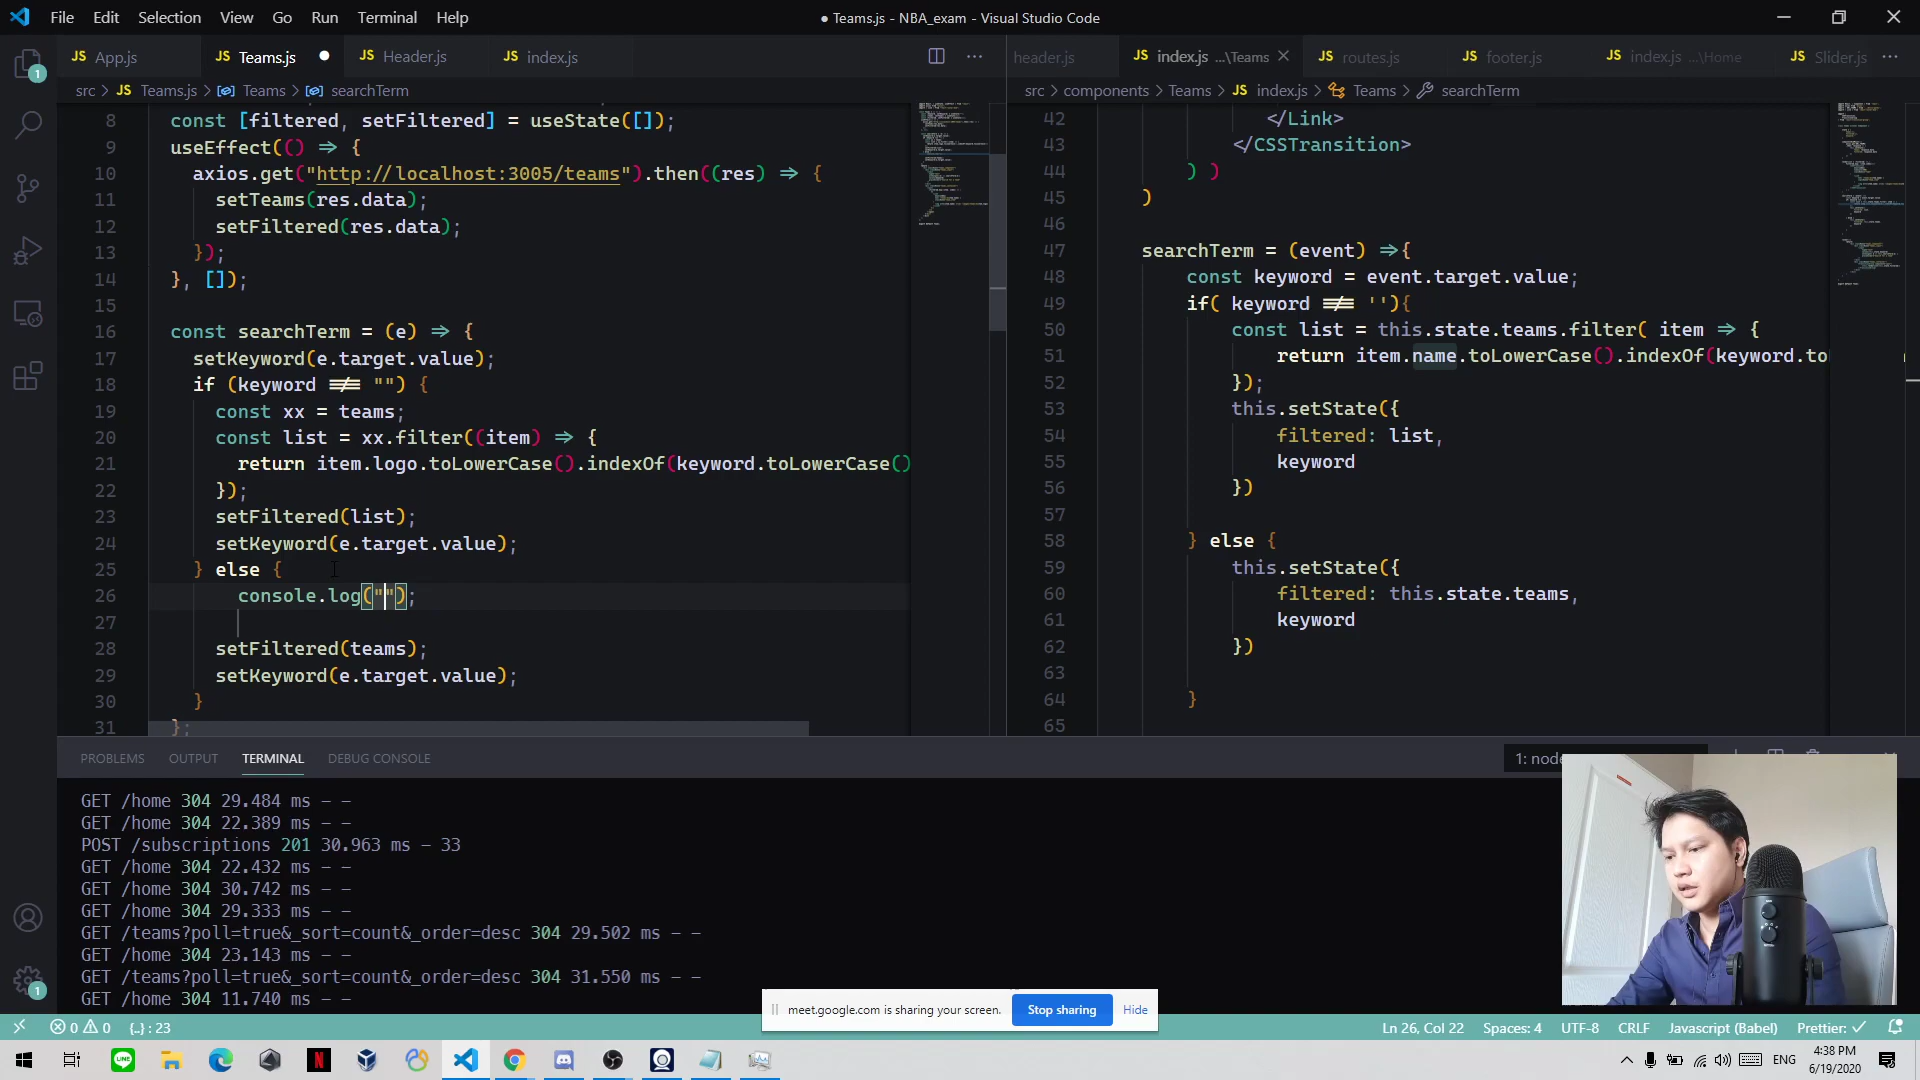 File Edit Selection View Go Run Terminal Help
● Teams.js - NBA_exam - Visual Studio Code
JS App.js
JS Teams.js ●
JS Header.js
JS index.js
header.js
JS index.js ...\Teams
JS routes.js
JS footer.js
JS index.js ...\Home
JS Slider.js
src > JS Teams.js > Teams > searchTerm
src > components > Teams > JS index.js > Teams > searchTerm
8 const [filtered, setFiltered] = useState([]);
9 useEffect(() => {
10 axios.get("http://localhost:3005/teams").then((res) => {
11 setTeams(res.data);
12 setFiltered(res.data);
13 });
14 }, []);
15
16 const searchTerm = (e) => {
17 setKeyword(e.target.value);
18 if (keyword !== "") {
19 const xx = teams;
20 const list = xx.filter((item) => {
21 return item.logo.toLowerCase().indexOf(keyword.toLowerCase()
22 });
23 setFiltered(list);
24 setKeyword(e.target.value);
25 } else {
26 console.log("");
27
28 setFiltered(teams);
29 setKeyword(e.target.value);
30 }
31 };
42 </Link>
43 </CSSTransition>
44 ) )
45 )
46
47 searchTerm = (event) =>{
48 const keyword = event.target.value;
49 if( keyword !== ''){
50 const list = this.state.teams.filter( item => {
51 return item.name.toLowerCase().indexOf(keyword.to
52 });
53 this.setState({
54 filtered: list,
55 keyword
56 })
57
58 } else {
59 this.setState({
60 filtered: this.state.teams,
61 keyword
62 })
63
64 }
65
PROBLEMS OUTPUT TERMINAL DEBUG CONSOLE
1: node
GET /home 304 29.484 ms - -
GET /home 304 22.389 ms - -
POST /subscriptions 201 30.963 ms - 33
GET /home 304 22.432 ms - -
GET /home 304 30.742 ms - -
GET /home 304 29.333 ms - -
GET /teams?poll=true&_sort=count&_order=desc 304 29.502 ms - -
GET /home 304 23.143 ms - -
GET /teams?poll=true&_sort=count&_order=desc 304 31.550 ms - -
GET /home 304 11.740 ms - -
meet.google.com is sharing your screen. Stop sharing Hide
0 0 {..} : 23
Ln 26, Col 22 Spaces: 4 UTF-8 CRLF Javascript (Babel) Prettier: ✓
ENG
4:38 PM
6/19/2020